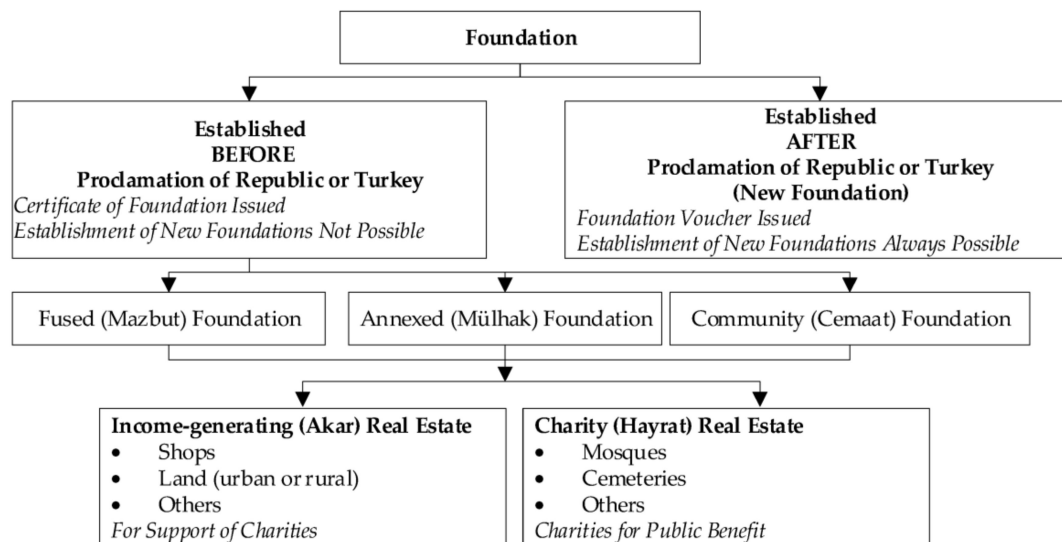 Foundation
Established
BEFORE
Proclamation of Republic or Turkey
Certificate of Foundation Issued
Establishment of New Foundations Not Possible
Established
AFTER
Proclamation of Republic or Turkey
(New Foundation)
Foundation Voucher Issued
Establishment of New Foundations Always Possible
Fused (Mazbut) Foundation
Annexed (Mülhak) Foundation
Community (Cemaat) Foundation
Income-generating (Akar) Real Estate
• Shops
• Land (urban or rural)
• Others
For Support of Charities
Charity (Hayrat) Real Estate
• Mosques
• Cemeteries
• Others
Charities for Public Benefit